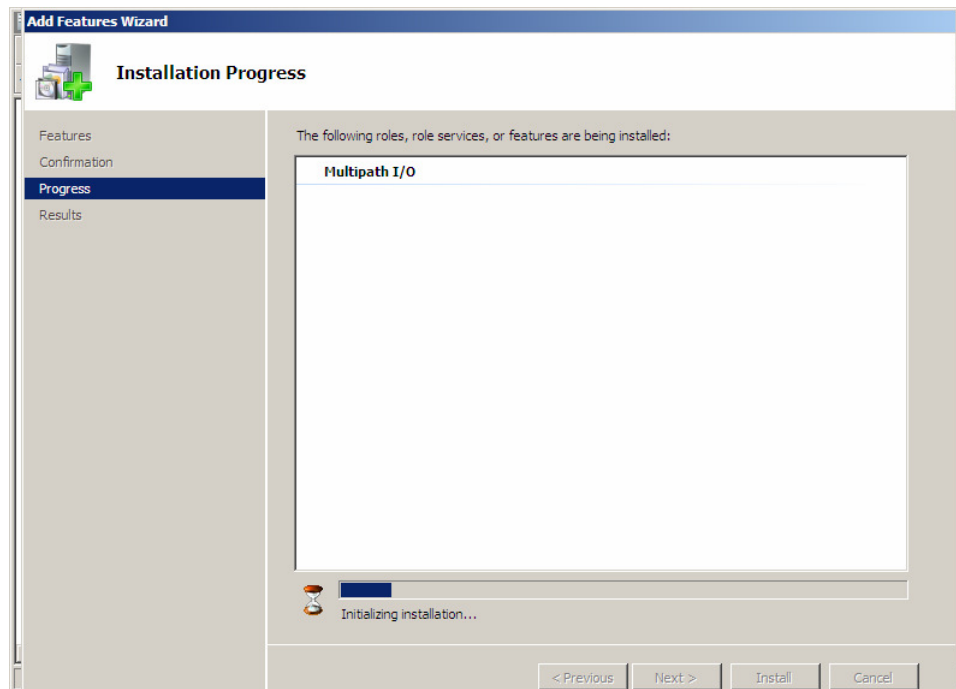 Add Features Wizard
Installation Progress
Features
Confirmation
Progress
Results
The following roles, role services, or features are being installed:
Multipath I/O
Initializing installation...
< Previous
Next >
Install
Cancel